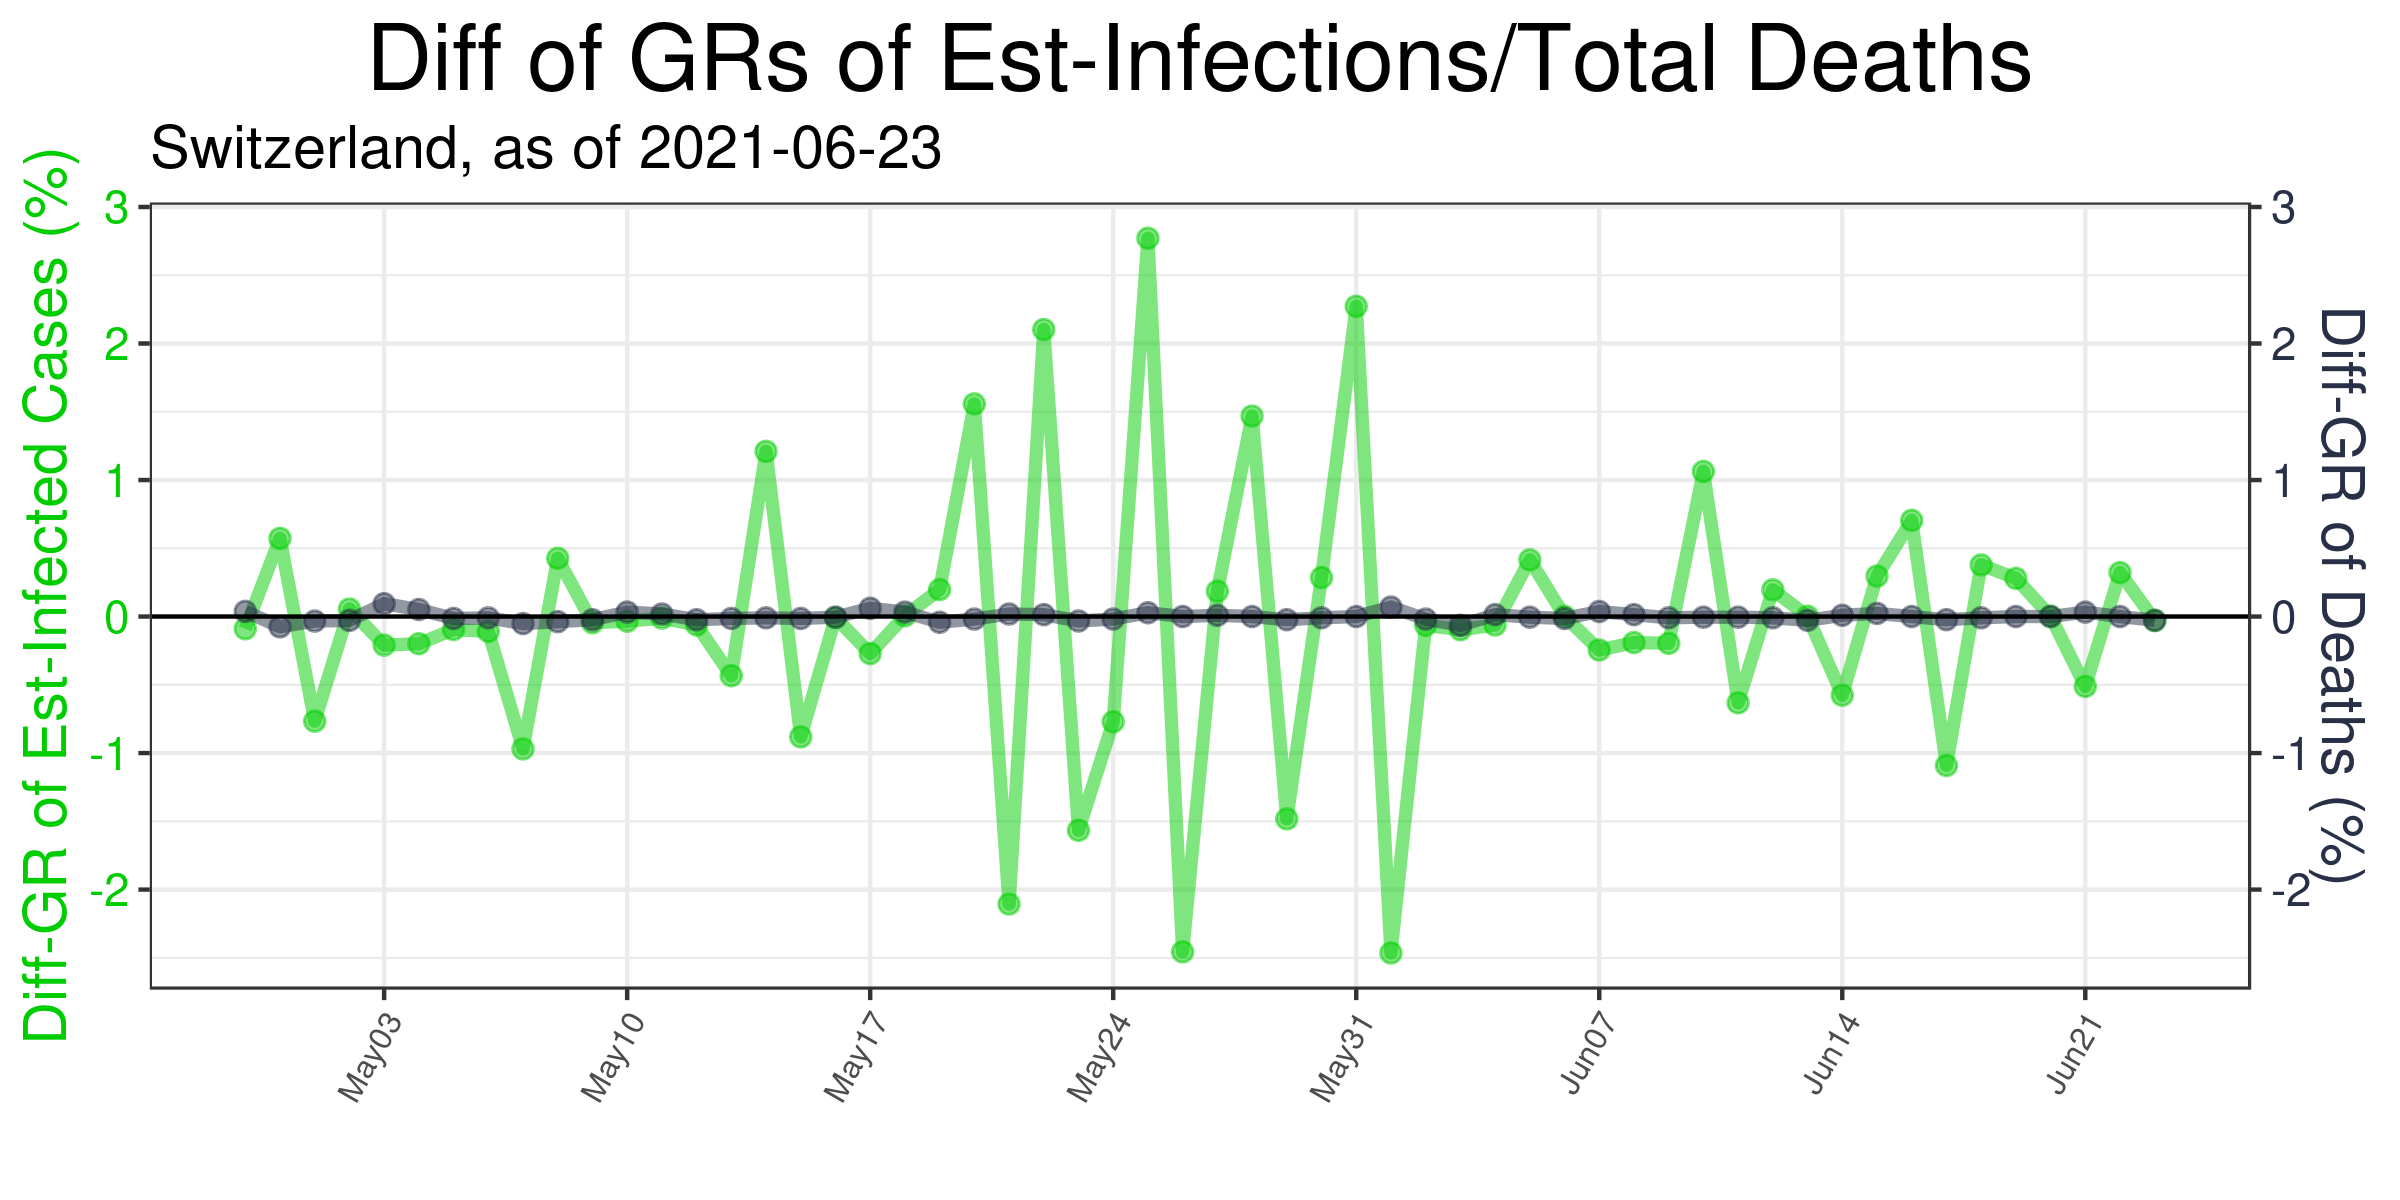 Diff of GRs of Est-Infections/Total Deaths
Switzerland, as of 2021-06-23
Diff-GR of Est-Infected Cases (%)
3
2
1
0
-1
-2
3
2
1
0
-1
-2
Diff-GR of Deaths (%)
May03
May10
May17
May24
May31
Jun07
Jun14
Jun21